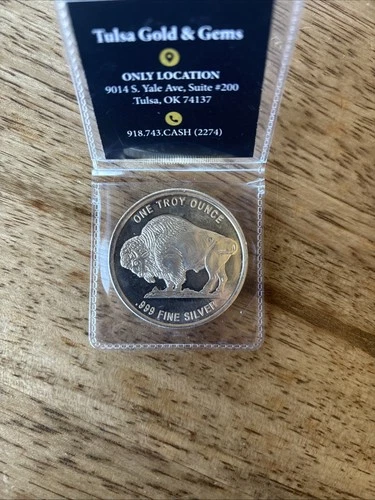 Tulsa Gold & Gems
ONLY LOCATION
9014 S. Yale Ave, Suite #200
Tulsa, OK 74137
918.743.CASH (2274)
ONE TROY OUNCE
.999 FINE SILVER